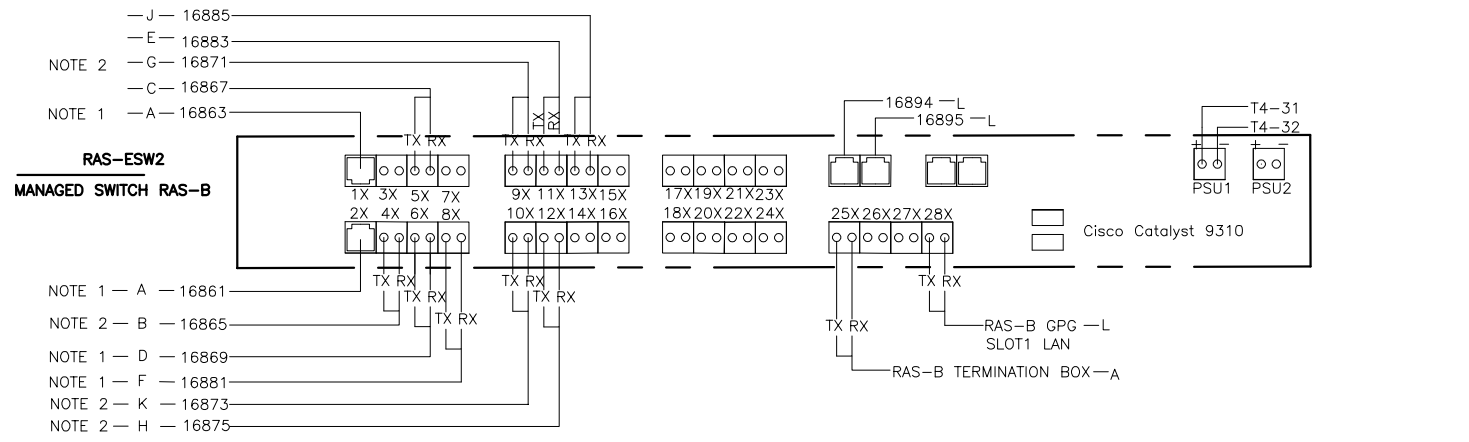 — J — 16885
— E — 16883
NOTE 2 — G — 16871
— C — 16867
NOTE 1 — A — 16863
16894 — L
16895 — L
T4-31
T4-32
TX RX TX RX TX RX TX RX
+ - + -
RAS-ESW2
MANAGED SWITCH RAS-B
PSU1 PSU2
1X 3X 5X 7X 9X 11X 13X 15X 17X 19X 21X 23X
2X 4X 6X 8X 10X 12X 14X 16X 18X 20X 22X 24X 25X 26X 27X 28X
Cisco Catalyst 9310
TX RX TX RX TX RX
TX RX TX RX
TX RX TX RX
NOTE 1 — A — 16861
NOTE 2 — B — 16865
NOTE 1 — D — 16869
NOTE 1 — F — 16881
NOTE 2 — K — 16873
NOTE 2 — H — 16875
RAS-B GPG — L
SLOT1 LAN
RAS-B TERMINATION BOX — A